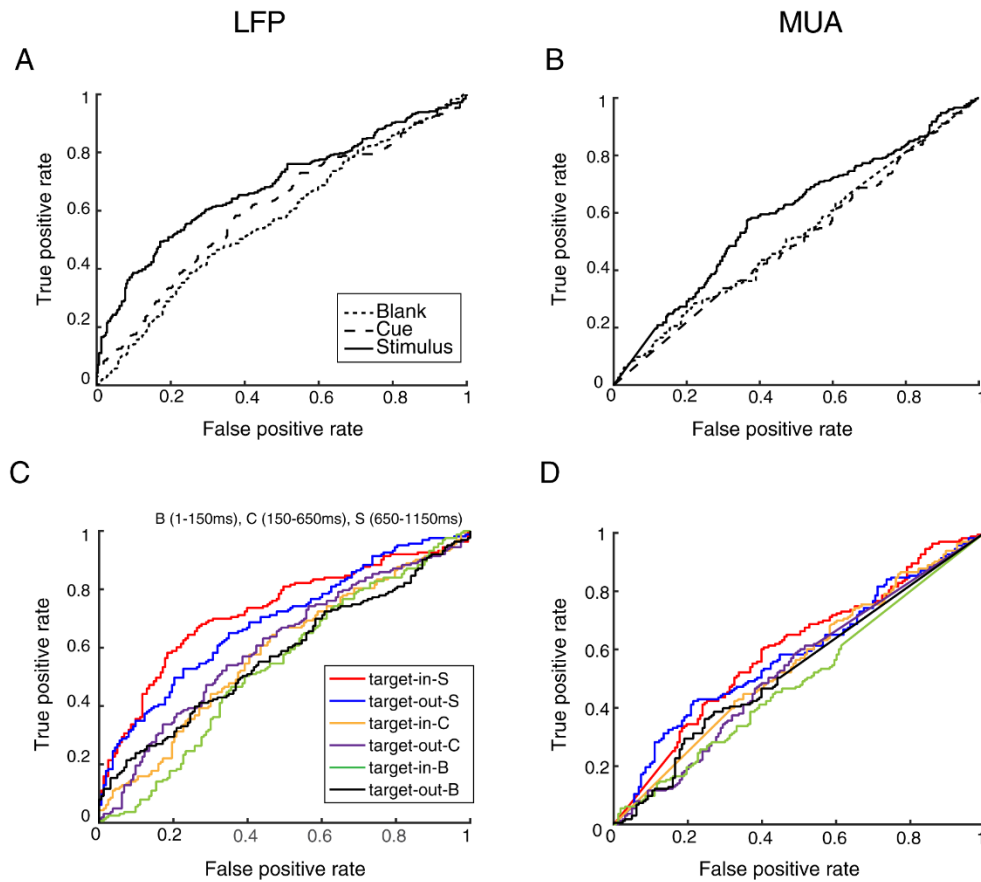 LFP
MUA
A
B
1
0.8
0.6
0.4
0.2
0
True positive rate
0
0.2
0.4
0.6
0.8
1
False positive rate
Blank
Cue
Stimulus
1
0.8
0.6
0.4
0.2
0
True positive rate
0
0.2
0.4
0.6
0.8
1
False positive rate
C
D
B (1-150ms), C (150-650ms), S (650-1150ms)
1
0.8
0.6
0.4
0.2
0
True positive rate
0
0.2
0.4
0.6
0.8
1
False positive rate
target-in-S
target-out-S
target-in-C
target-out-C
target-in-B
target-out-B
1
0.8
0.6
0.4
0.2
0
True positive rate
0
0.2
0.4
0.6
0.8
1
False positive rate